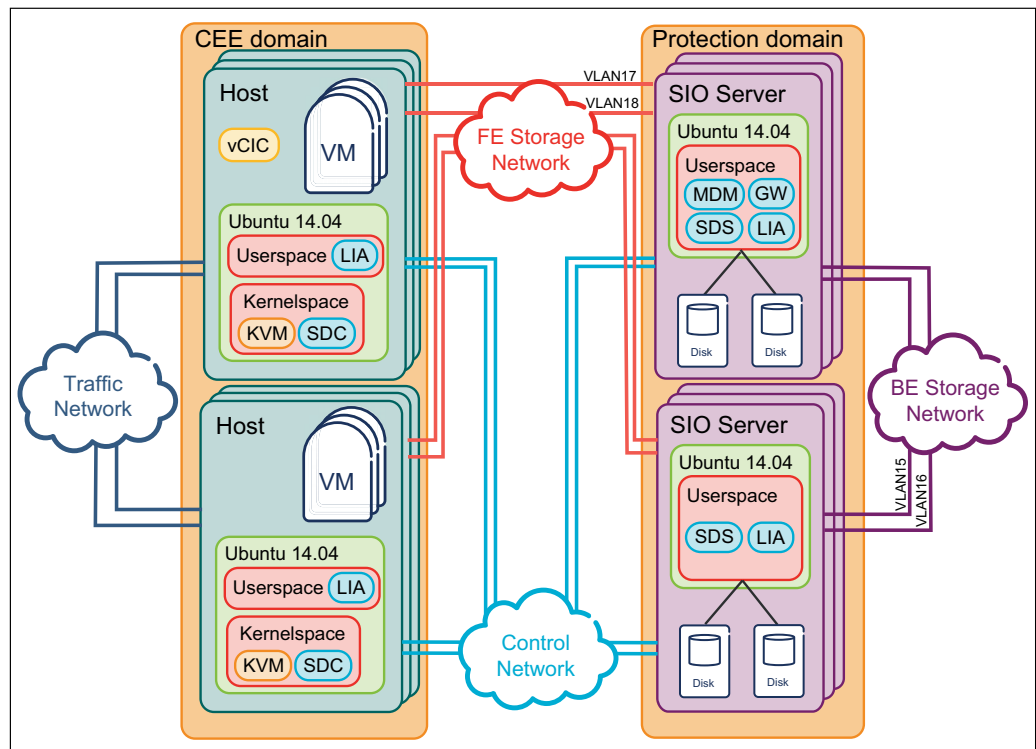 CEE domain
Host
vCIC
VM
Ubuntu 14.04
Userspace
LIA
Kernelspace
KVM
SDC
Host
VM
Ubuntu 14.04
Userspace
LIA
Kernelspace
KVM
SDC
Traffic
Network
VLAN17
VLAN18
FE Storage
Network
Control
Network
Protection domain
SIO Server
Ubuntu 14.04
Userspace
MDM
GW
SDS
LIA
Disk
Disk
SIO Server
Ubuntu 14.04
Userspace
SDS
LIA
Disk
Disk
BE Storage
Network
VLAN15
VLAN16